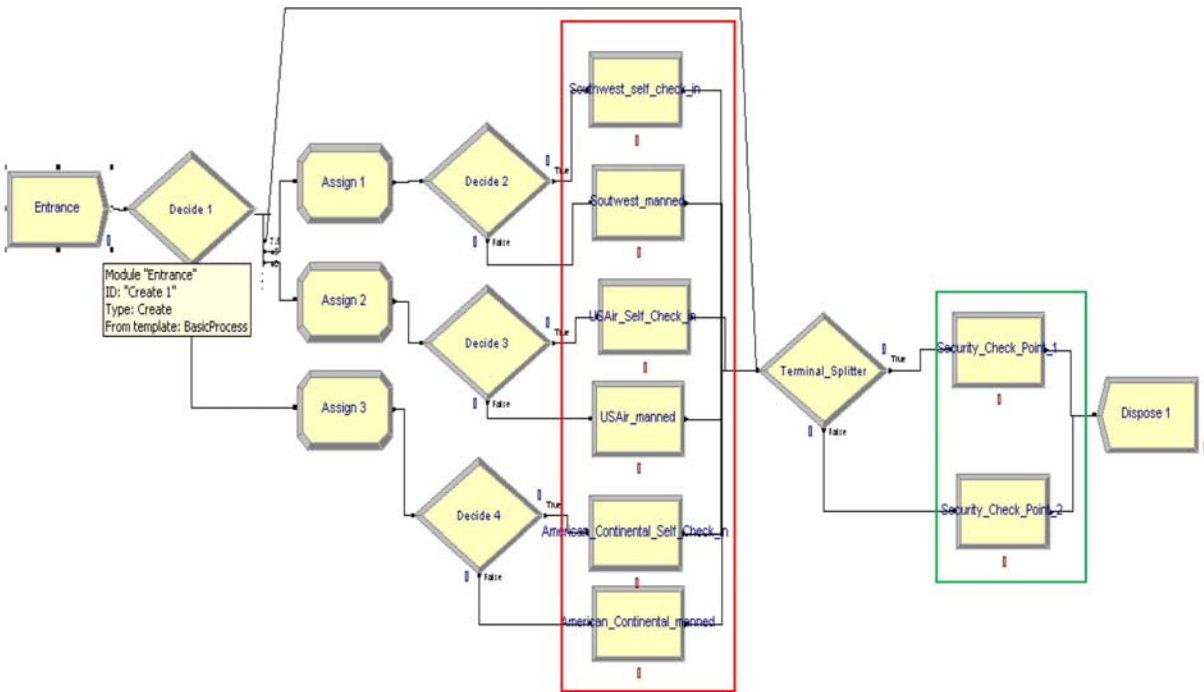 Southwest_self_check_in
True
Entrance
Decide 1
Assign 1
Decide 2
Soutwest_manned
False
Module "Entrance"
ID: "Create 1"
Type: Create
From template: BasicProcess
Assign 2
Decide 3
True
USAir_Self_Check_in
False
USAir_manned
Assign 3
Decide 4
True
American_Continental_Self_Check_in
False
American_Continental_manned
Terminal_Splitter
True
Security_Check_Point_1
False
Security_Check_Point_2
Dispose 1